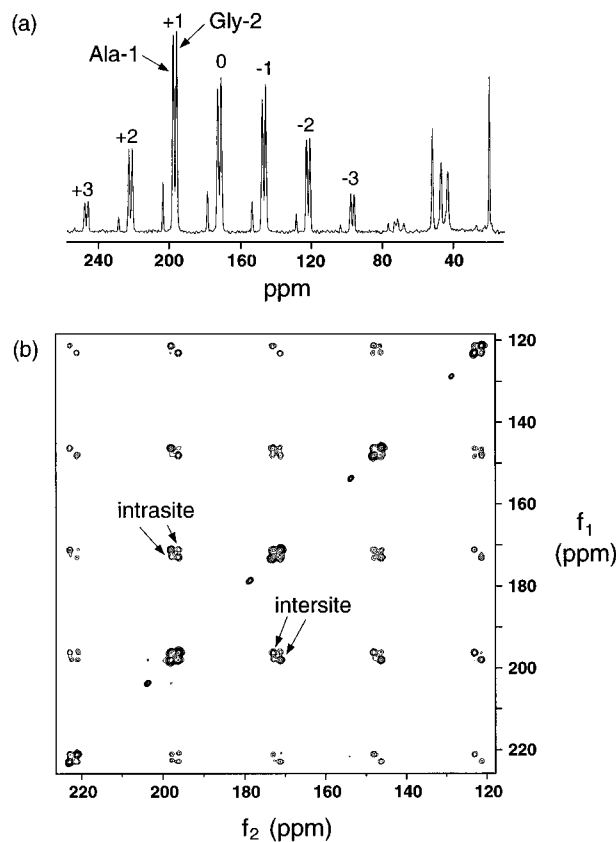 (a)
+1
Gly-2
Ala-1
0
-1
+2
-2
+3
-3
240 200 160 120 80 40
ppm
(b)
120
140
intrasite
160
f1
(ppm)
180
intersite
200
220
220 200 180 160 140 120
f2 (ppm)